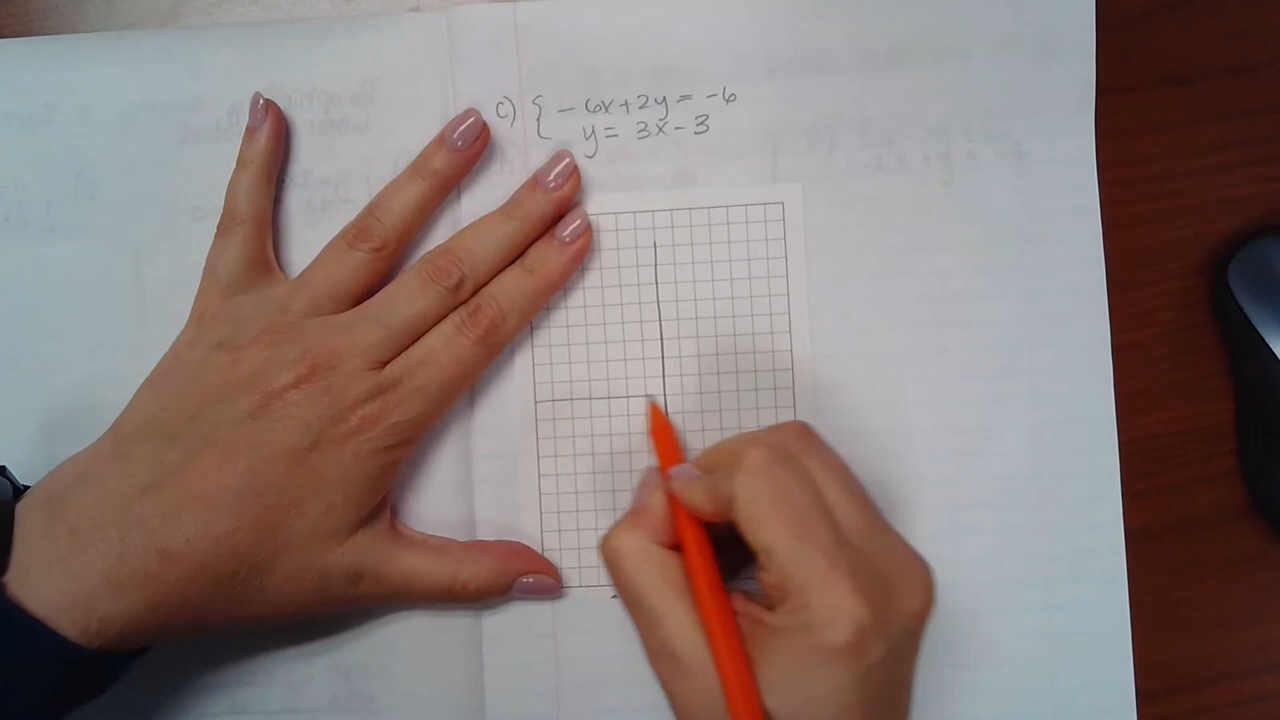 c) { -6x+2y = -6
y = 3x-3